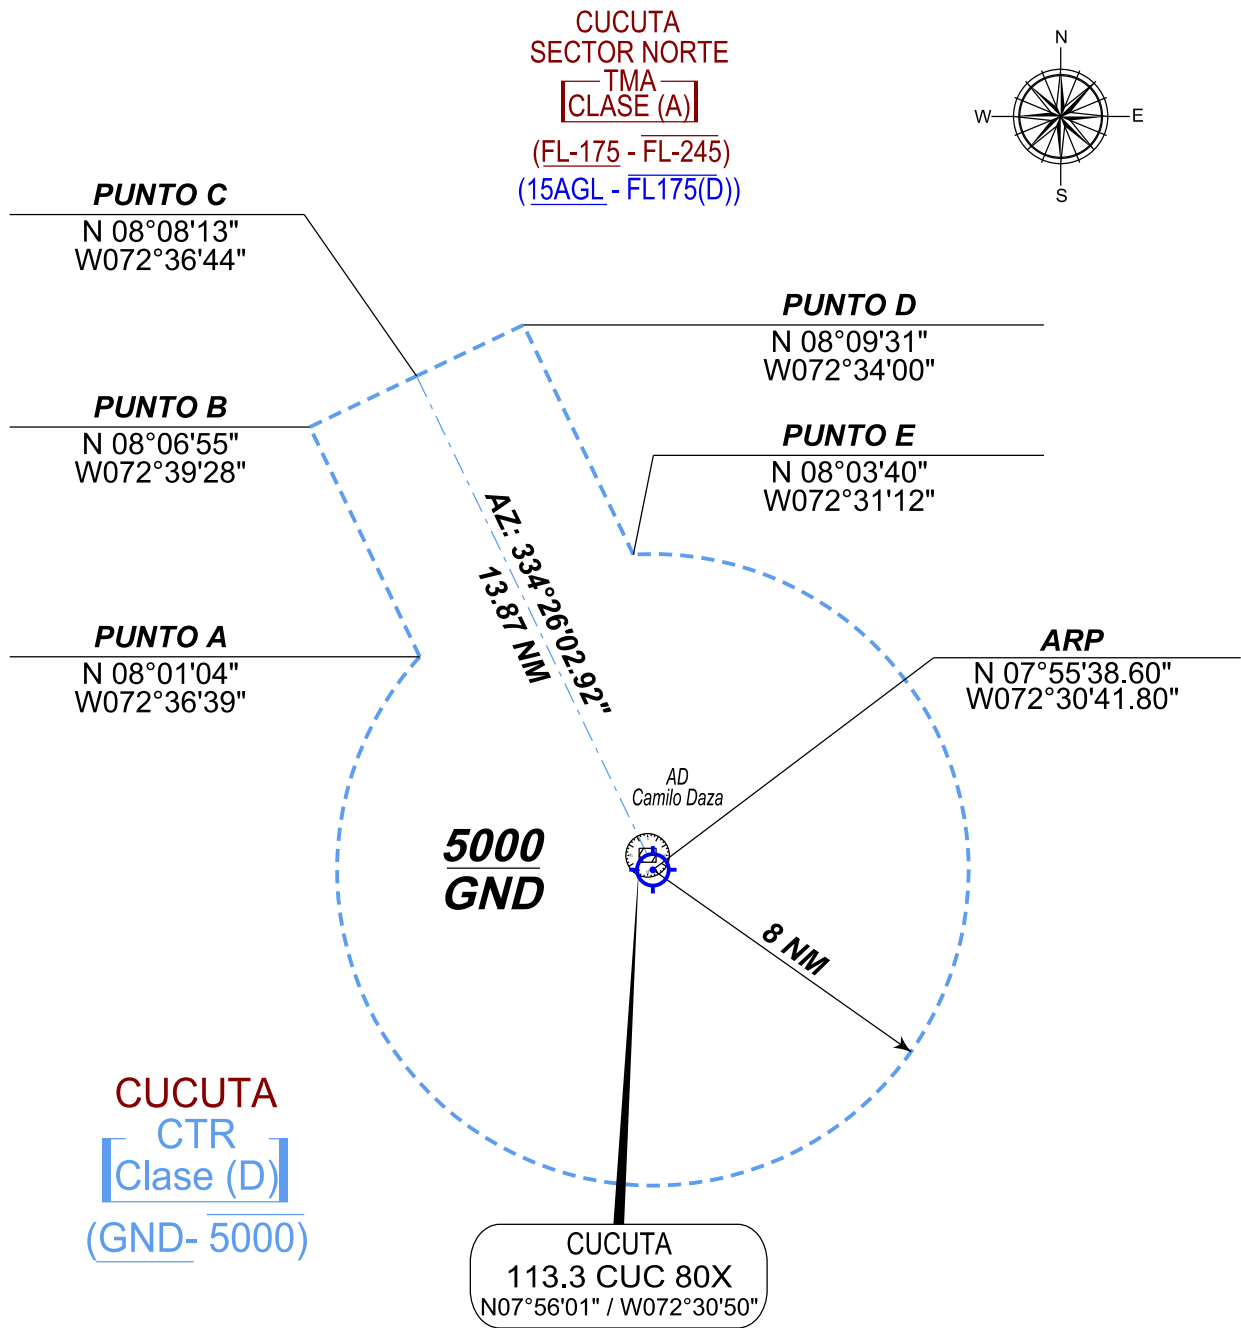 CUCUTA
SECTOR NORTE
TMA
CLASE (A)
(FL-175 - FL-245)
(15AGL - FL175(D))
N
W
E
S
PUNTO C
N 08°08'13"
W072°36'44"
PUNTO D
N 08°09'31"
W072°34'00"
PUNTO B
N 08°06'55"
W072°39'28"
PUNTO E
N 08°03'40"
W072°31'12"
AZ: 334°26'02.92"
13.87 NM
PUNTO A
N 08°01'04"
W072°36'39"
ARP
N 07°55'38.60"
W072°30'41.80"
AD
Camilo Daza
5000
GND
8 NM
CUCUTA
CTR
Clase (D)
(GND- 5000)
CUCUTA
113.3 CUC 80X
N07°56'01" / W072°30'50"